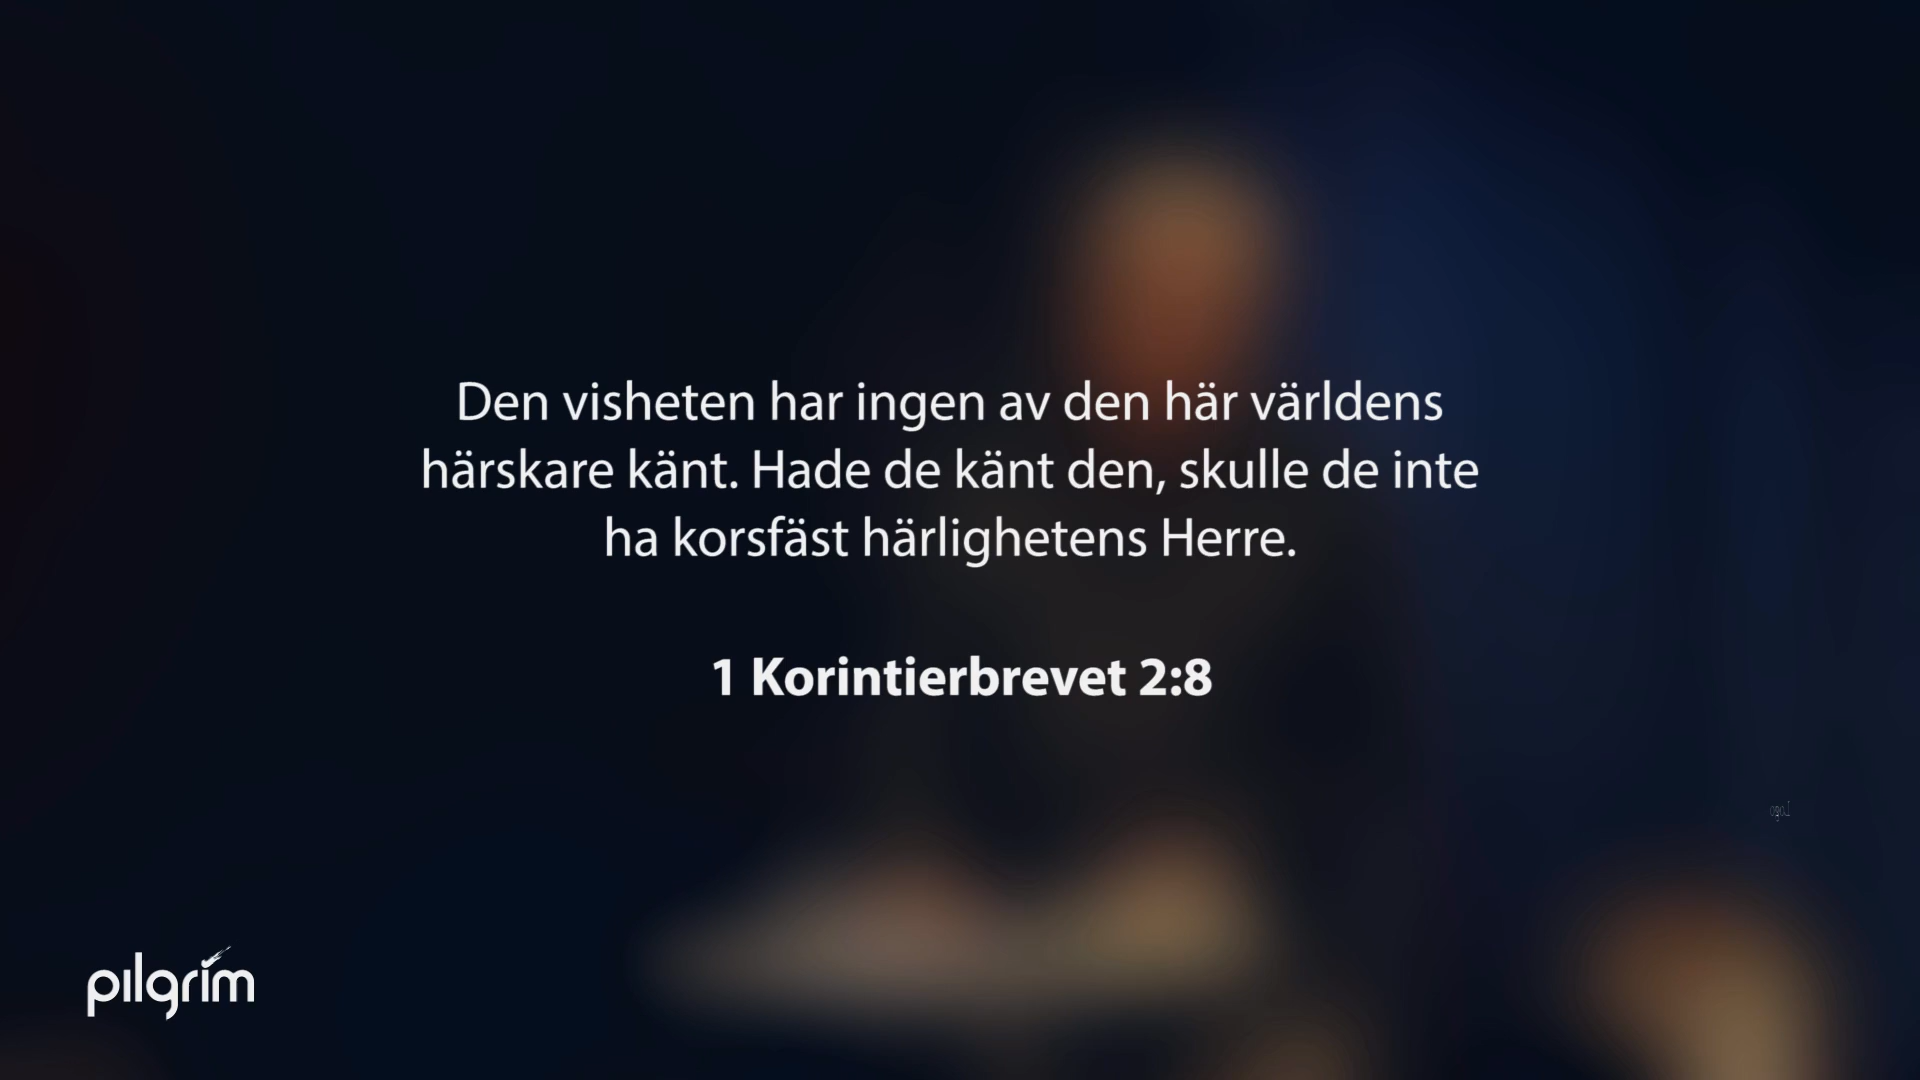 Den visheten har ingen av den här världens
härskare känt. Hade de känt den, skulle de inte
ha korsfäst härlighetens Herre.
1 Korintierbrevet 2:8
pilgrim